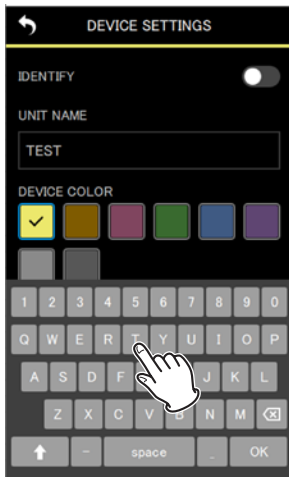 DEVICE SETTINGS
IDENTIFY
UNIT NAME
TEST
DEVICE COLOR
1 2 3 4 5 6 7 8 9 0
Q W E R T Y U I O P
A S D F J K L
Z X C V B N M
- space _ OK